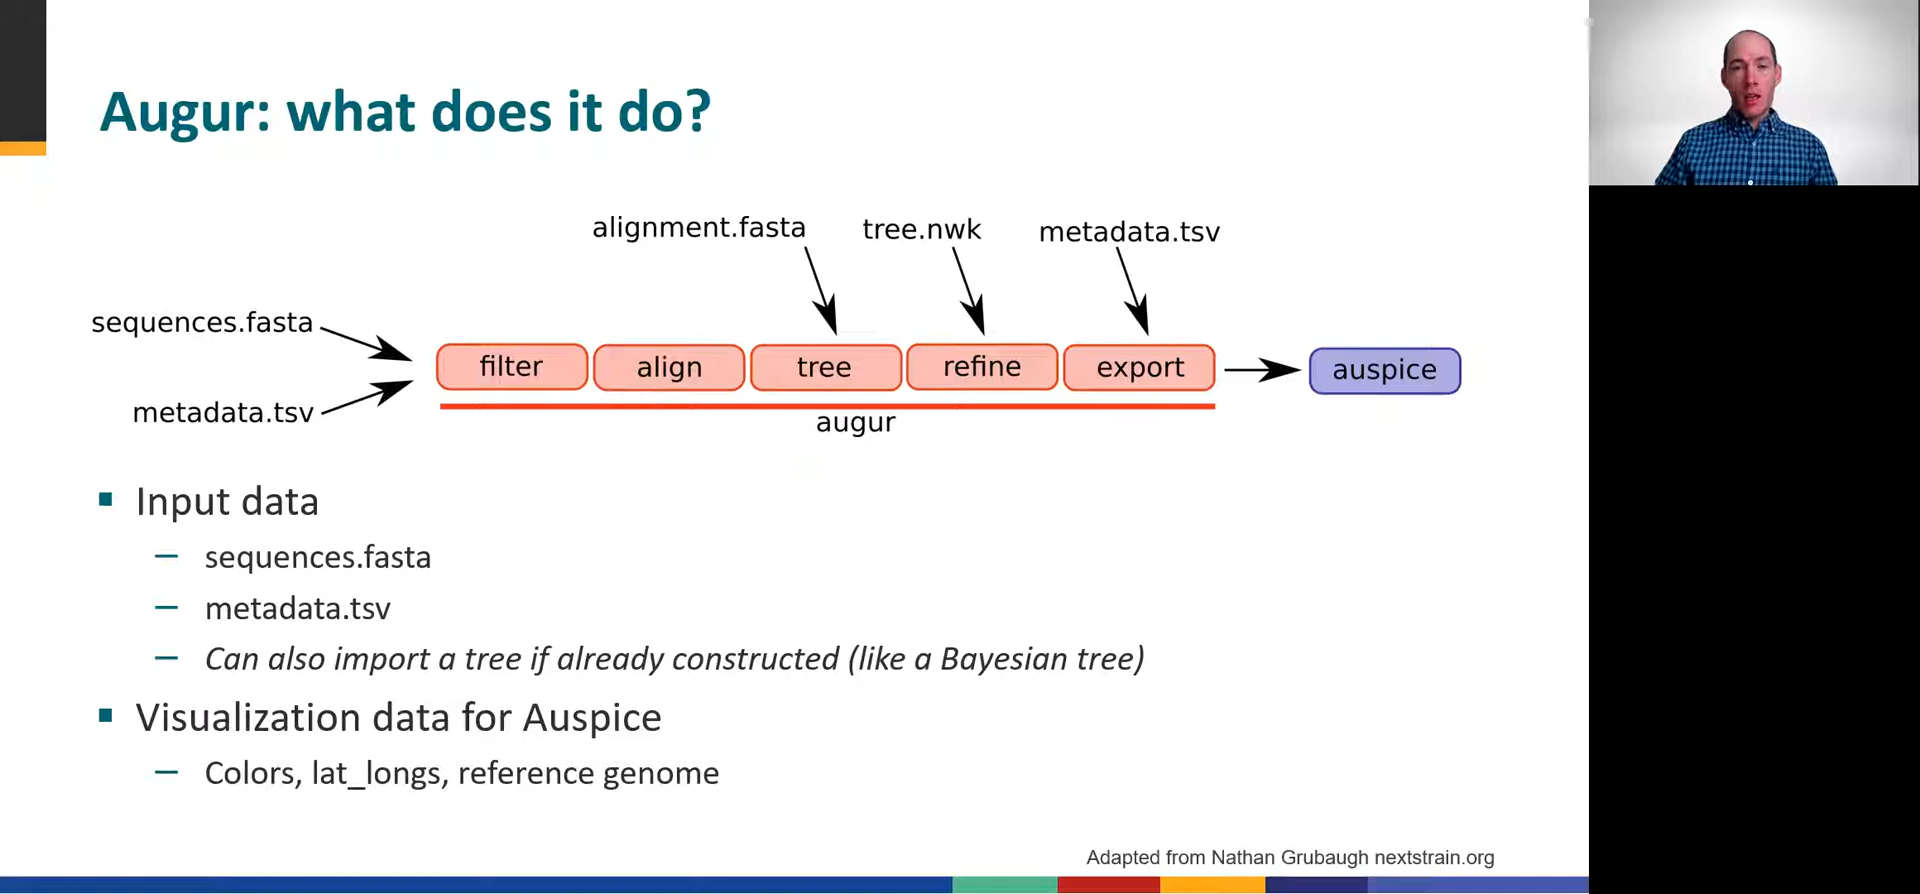 Augur: what does it do?
alignment.fasta
tree.nwk
metadata.tsv
sequences.fasta
metadata.tsv
filter
align
tree
refine
export
auspice
augur
Input data
sequences.fasta
metadata.tsv
Can also import a tree if already constructed (like a Bayesian tree)
Visualization data for Auspice
Colors, lat_longs, reference genome
Adapted from Nathan Grubaugh nextstrain.org